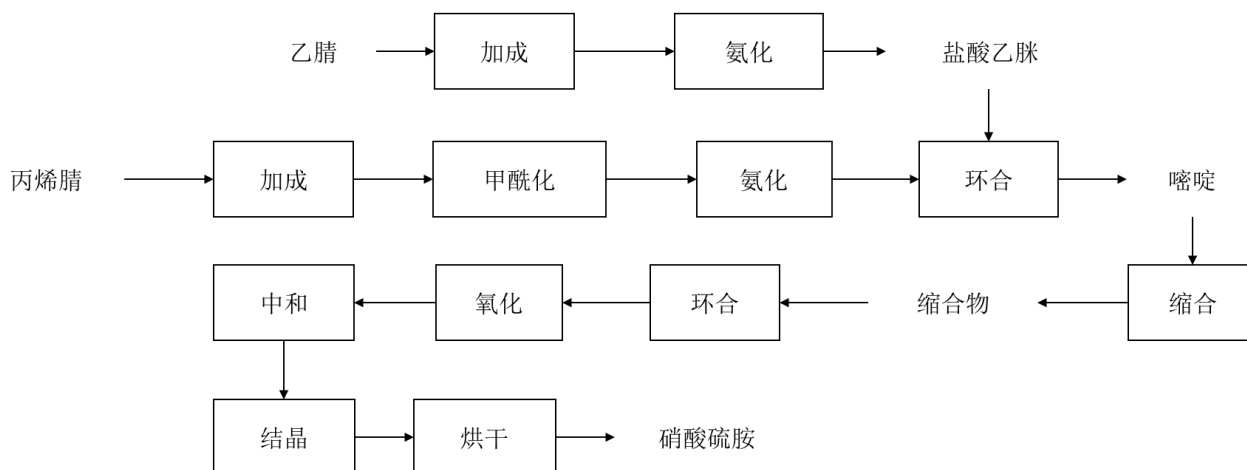 乙腈 加成 氨化 盐酸乙脒
丙烯腈 加成 甲酰化 氨化 环合 嘧啶
中和 氧化 环合 缩合物 缩合
结晶 烘干 硝酸硫胺